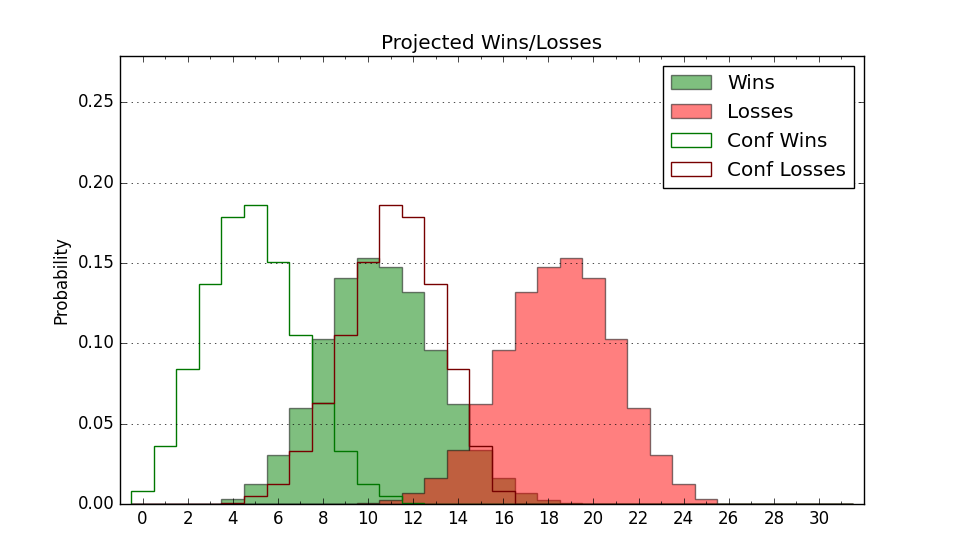 Projected Wins/Losses
Probability
0.25
0.20
0.15
0.10
0.05
0.00
0 2 4 6 8 10 12 14 16 18 20 22 24 26 28 30
Wins
Losses
Conf Wins
Conf Losses